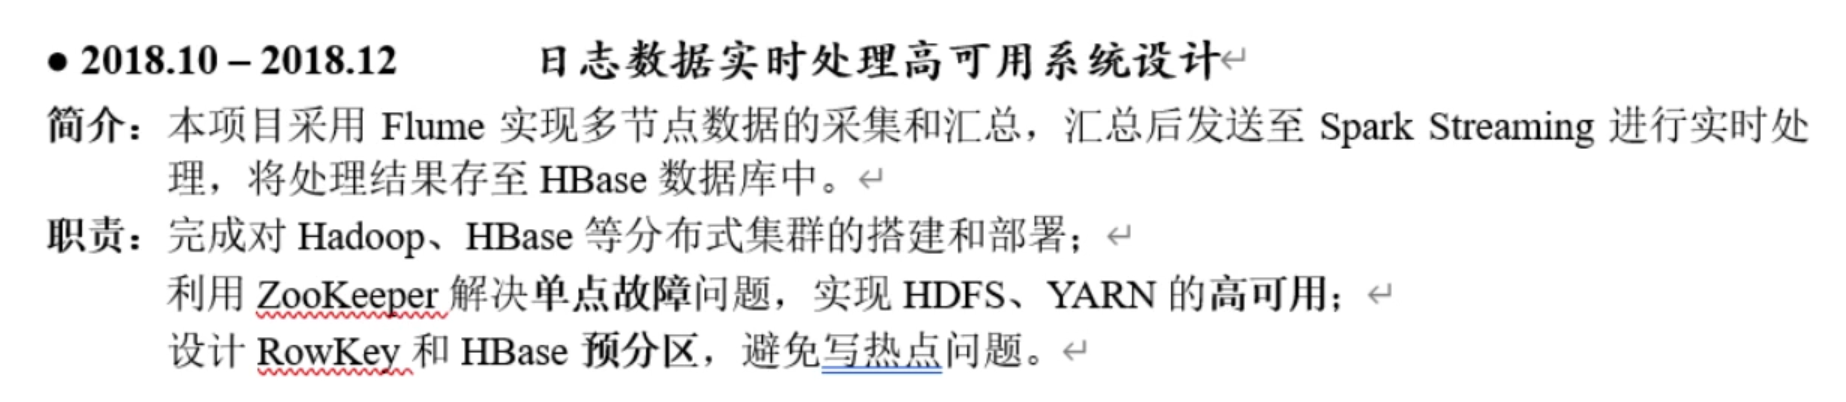 ● 2018.10 – 2018.12 日志数据实时处理高可用系统设计↵
简介：本项目采用 Flume 实现多节点数据的采集和汇总，汇总后发送至 Spark Streaming 进行实时处
理，将处理结果存至 HBase 数据库中。↵
职责：完成对 Hadoop、HBase 等分布式集群的搭建和部署；↵
利用 ZooKeeper 解决单点故障问题，实现 HDFS、YARN 的高可用；↵
设计 RowKey 和 HBase 预分区，避免写热点问题。↵